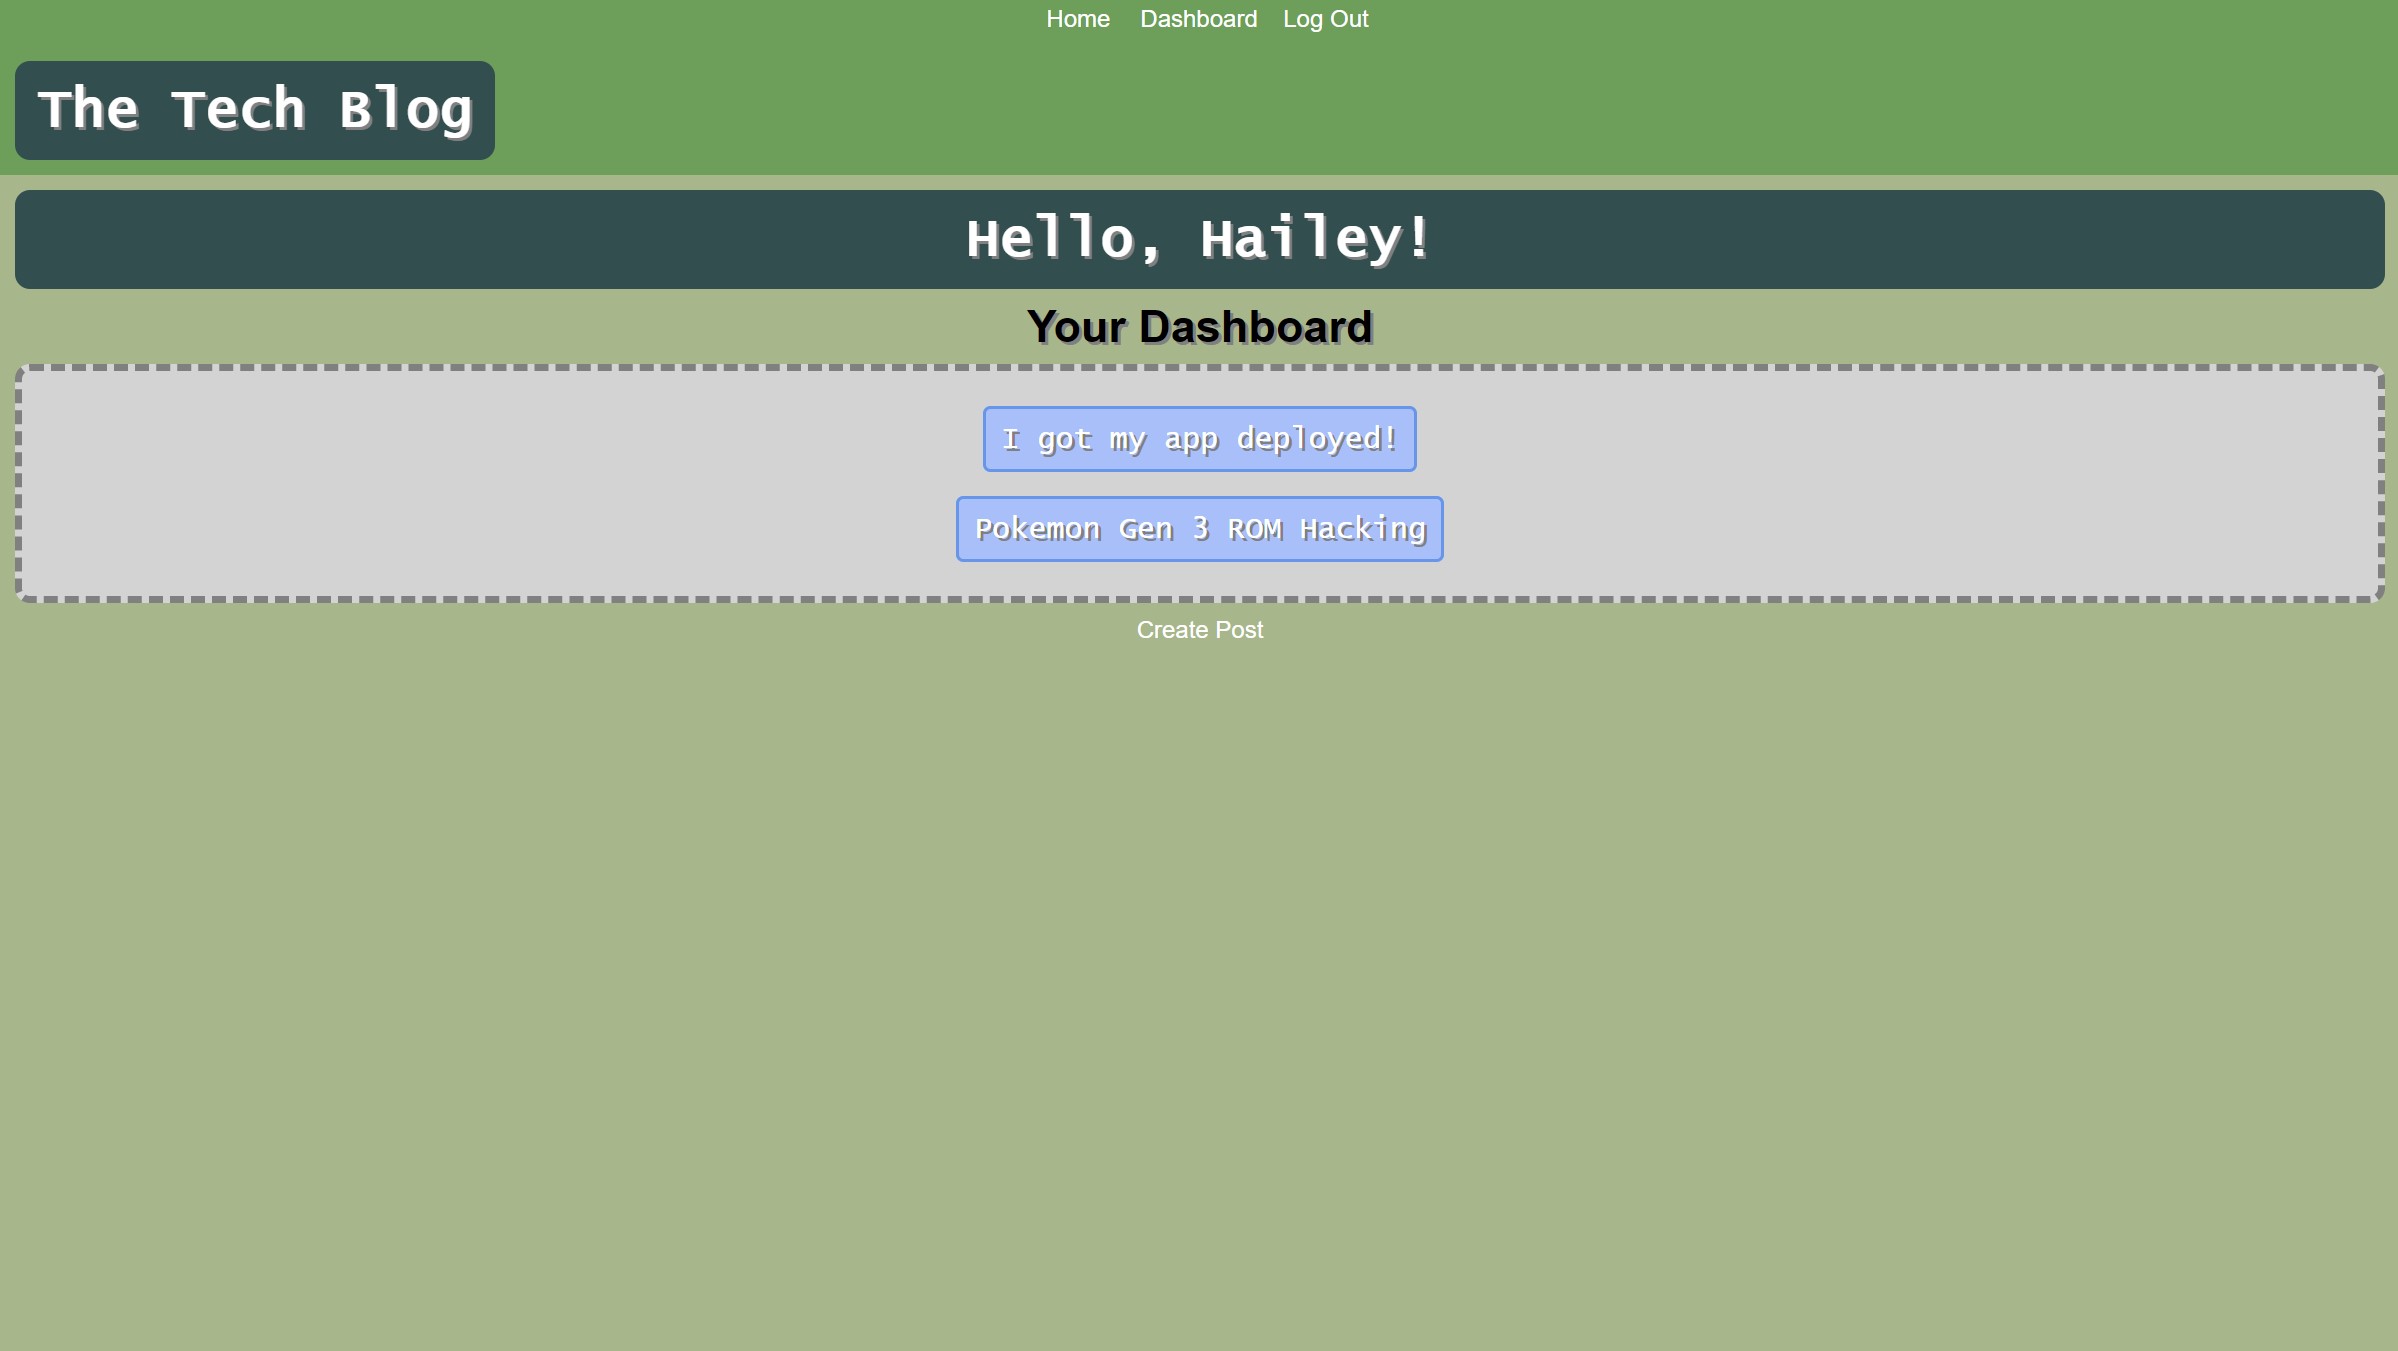 Home Dashboard Log Out
The Tech Blog
Hello, Hailey!
Your Dashboard
I got my app deployed!
Pokemon Gen 3 ROM Hacking
Create Post